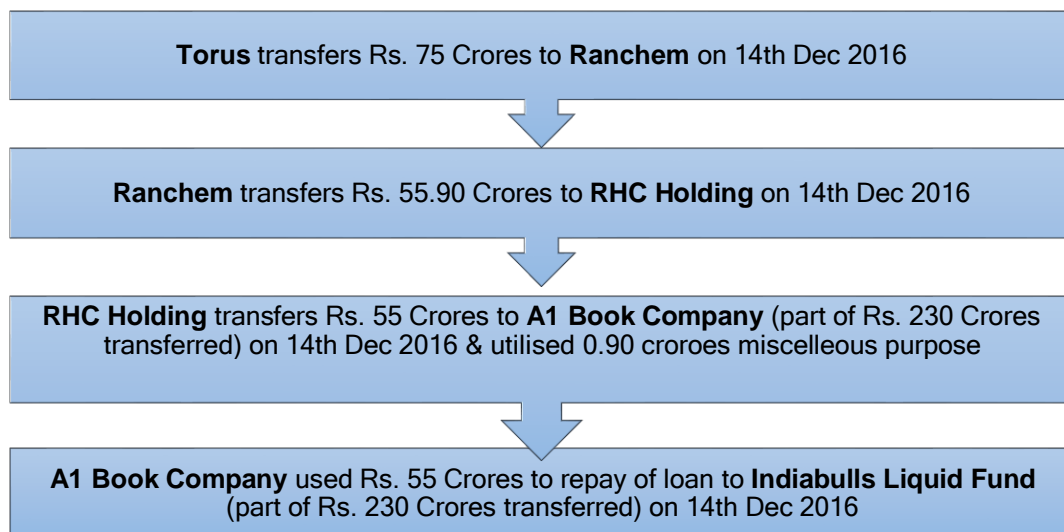 Torus transfers Rs. 75 Crores to Ranchem on 14th Dec 2016
Ranchem transfers Rs. 55.90 Crores to RHC Holding on 14th Dec 2016
RHC Holding transfers Rs. 55 Crores to A1 Book Company (part of Rs. 230 Crores
transferred) on 14th Dec 2016 & utilised 0.90 croroes miscelleous purpose
A1 Book Company used Rs. 55 Crores to repay of loan to Indiabulls Liquid Fund
(part of Rs. 230 Crores transferred) on 14th Dec 2016